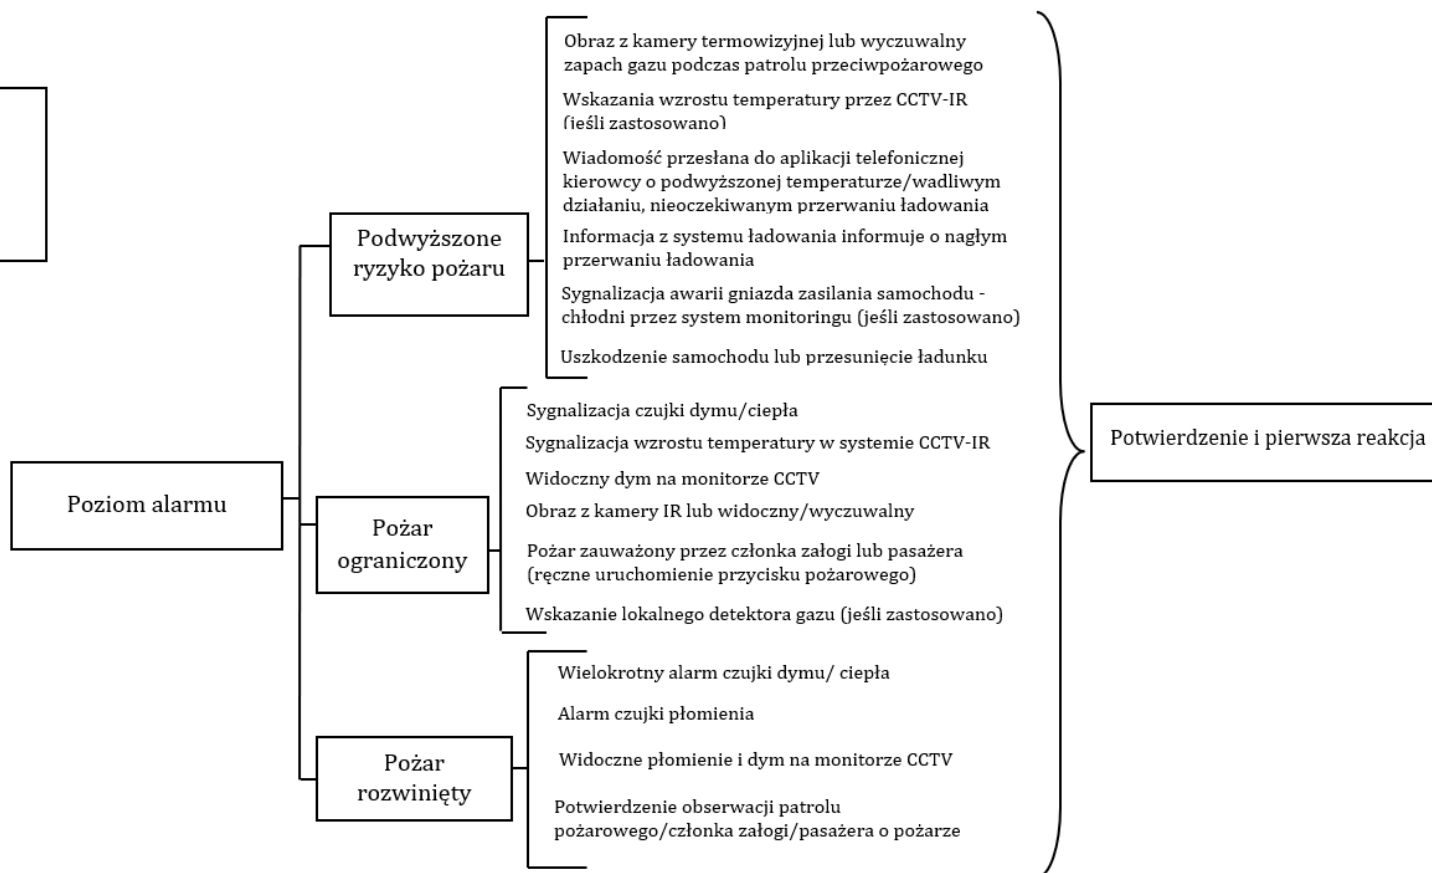 Obraz z kamery termowizyjnej lub wyczuwalny
zapach gazu podczas patrolu przeciwpożarowego
Wskazania wzrostu temperatury przez CCTV-IR
(jeśli zastosowano)
Wiadomość przesłana do aplikacji telefonicznej
kierowcy o podwyższonej temperaturze/wadliwym
działaniu, nieoczekiwanym przerwaniu ładowania
Podwyższone
ryzyko pożaru
Informacja z systemu ładowania informuje o nagłym
przerwaniu ładowania
Sygnalizacja awarii gniazda zasilania samochodu -
chłodni przez system monitoringu (jeśli zastosowano)
Uszkodzenie samochodu lub przesunięcie ładunku
Sygnalizacja czujki dymu/ciepła
Sygnalizacja wzrostu temperatury w systemie CCTV-IR
Widoczny dym na monitorze CCTV
Obraz z kamery IR lub widoczny/wyczuwalny
Poziom alarmu
Pożar
ograniczony
Pożar zauważony przez członka załogi lub pasażera
(ręczne uruchomienie przycisku pożarowego)
Wskazanie lokalnego detektora gazu (jeśli zastosowano)
Potwierdzenie i pierwsza reakcja
Wielokrotny alarm czujki dymu/ ciepła
Alarm czujki płomienia
Pożar
rozwinięty
Widoczne płomienie i dym na monitorze CCTV
Potwierdzenie obserwacji patrolu
pożarowego/członka załogi/pasażera o pożarze